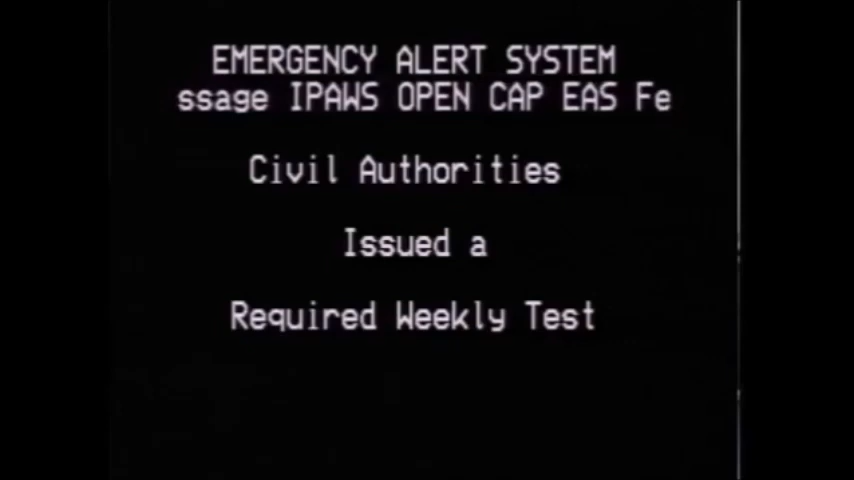 EMERGENCY ALERT SYSTEM
ssage IPAWS OPEN CAP EAS Fe
Civil Authorities
Issued a
Required Weekly Test